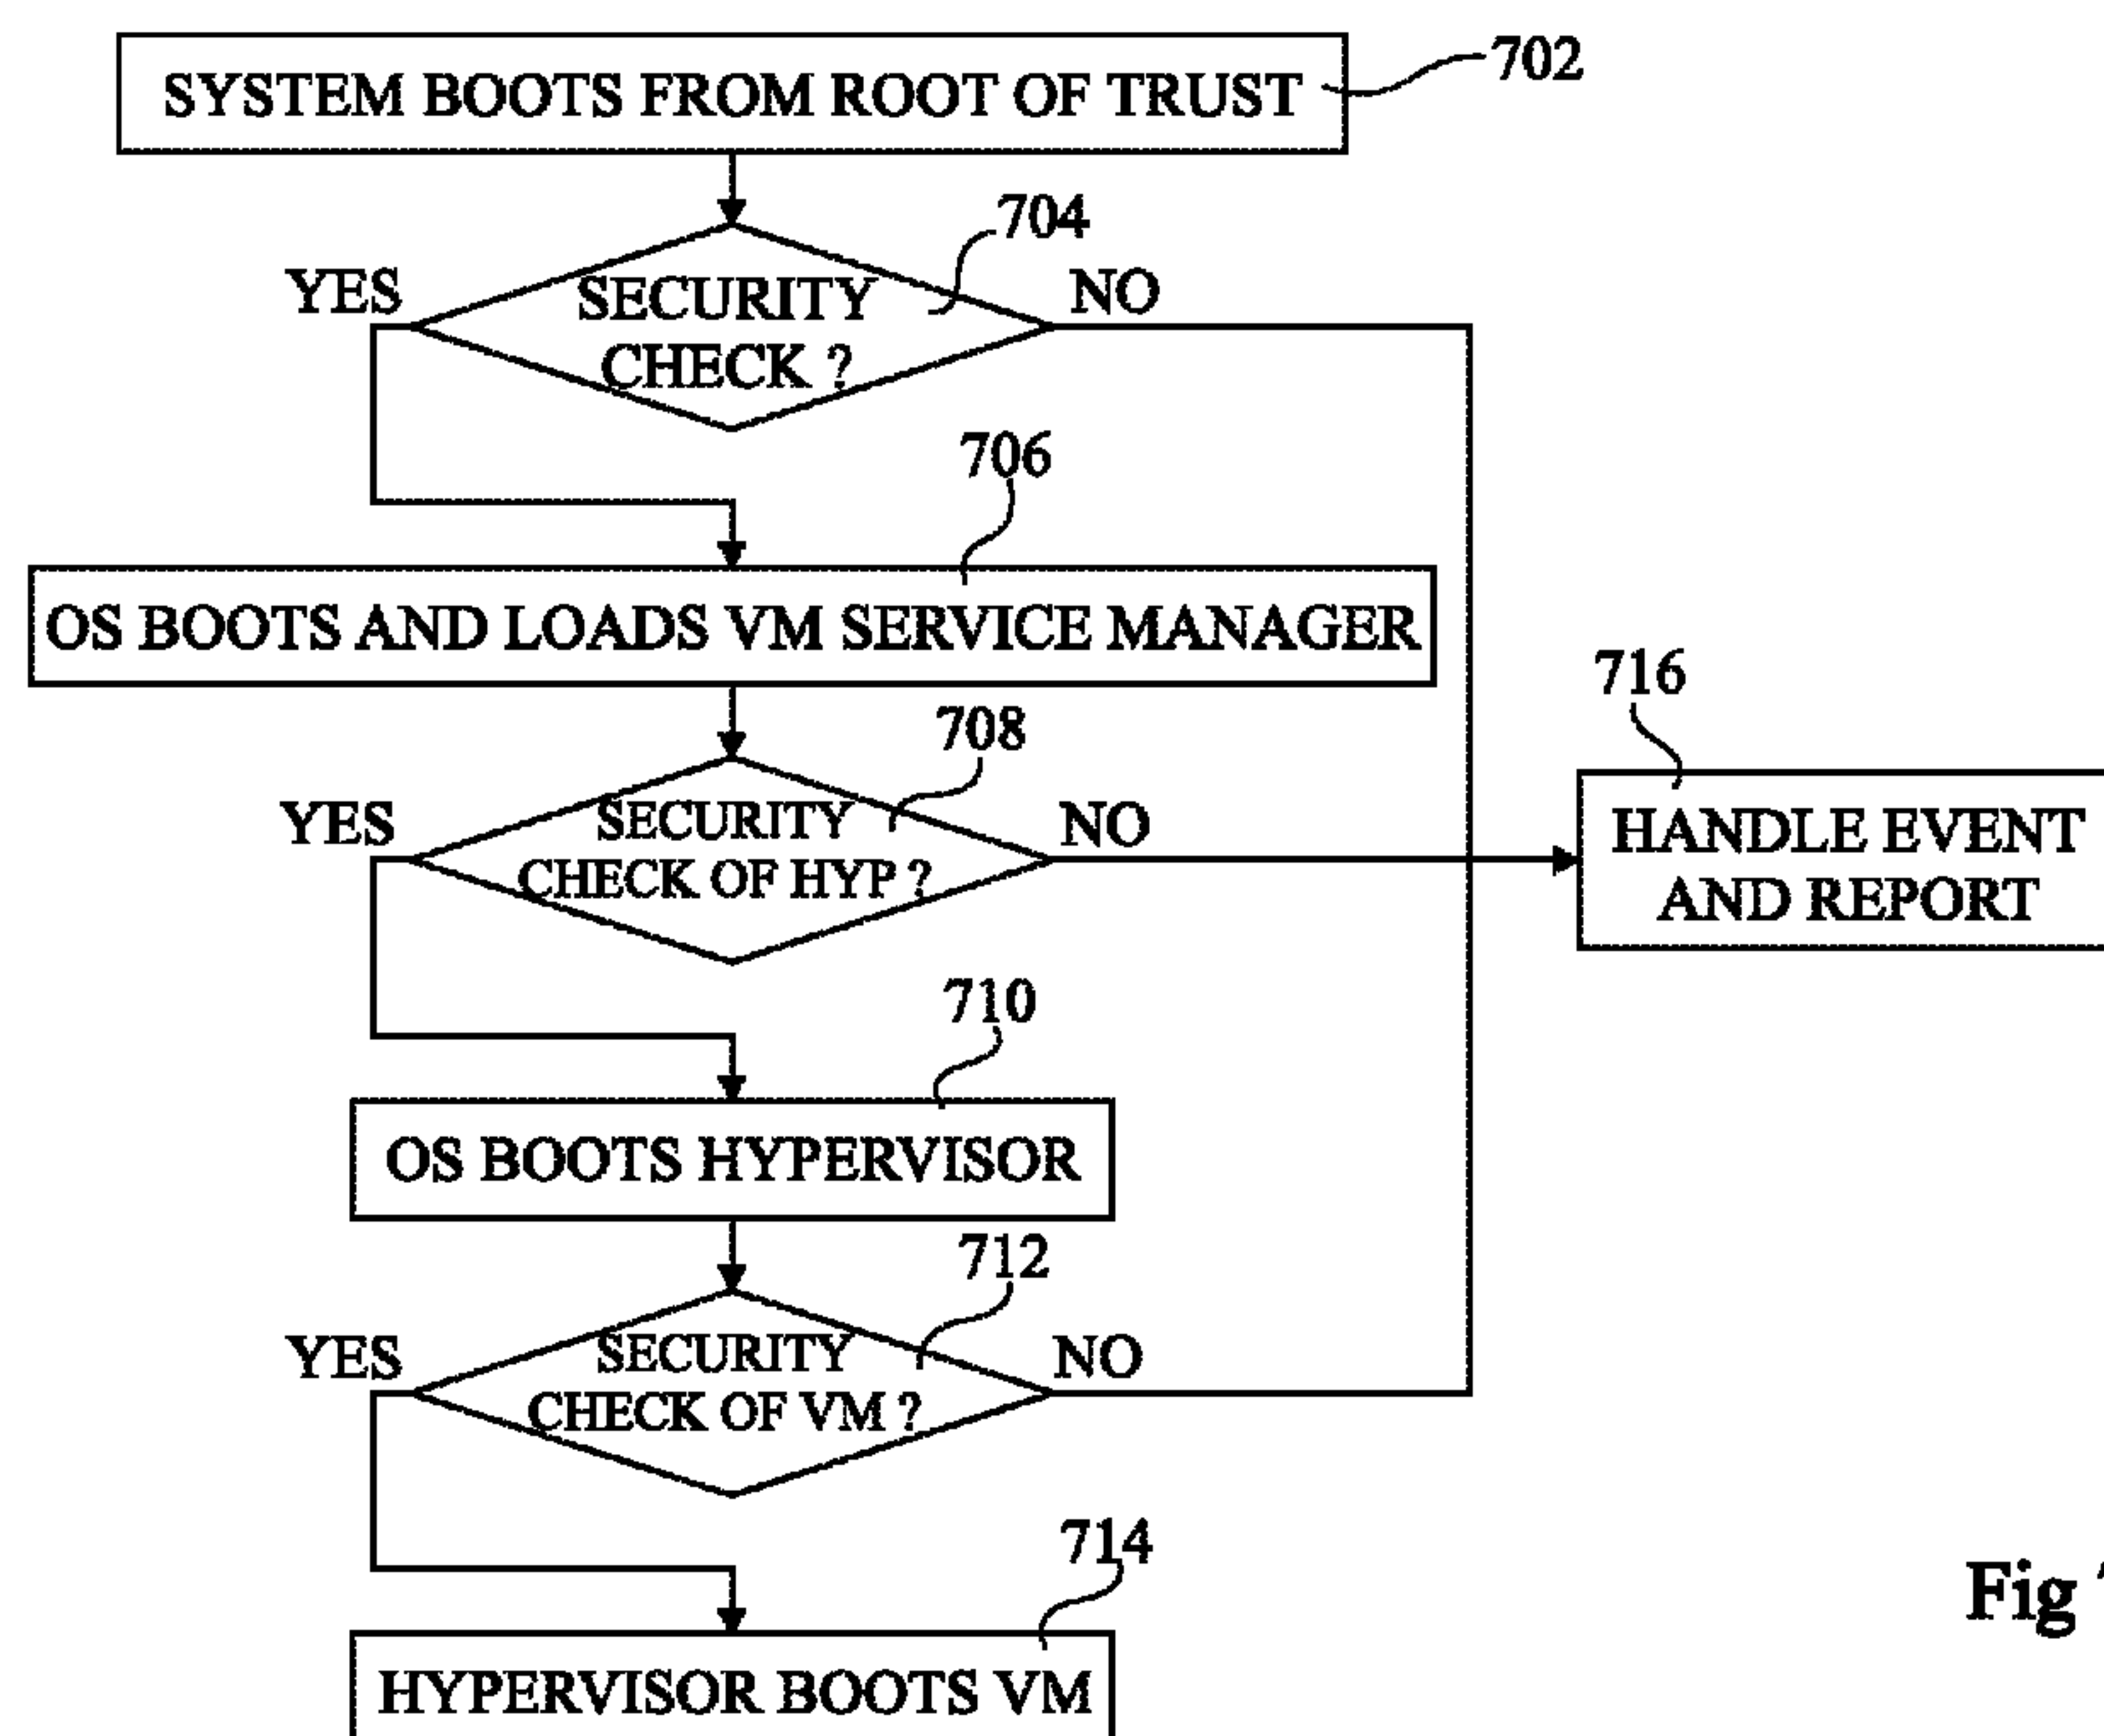 SYSTEM BOOTS FROM ROOT OF TRUST
702
704
YES
SECURITY
CHECK ?
NO
706
OS BOOTS AND LOADS VM SERVICE MANAGER
708
YES
SECURITY
CHECK OF HYP ?
NO
716
HANDLE EVENT
AND REPORT
710
OS BOOTS HYPERVISOR
712
YES
SECURITY
CHECK OF VM ?
NO
714
HYPERVISOR BOOTS VM
Fig